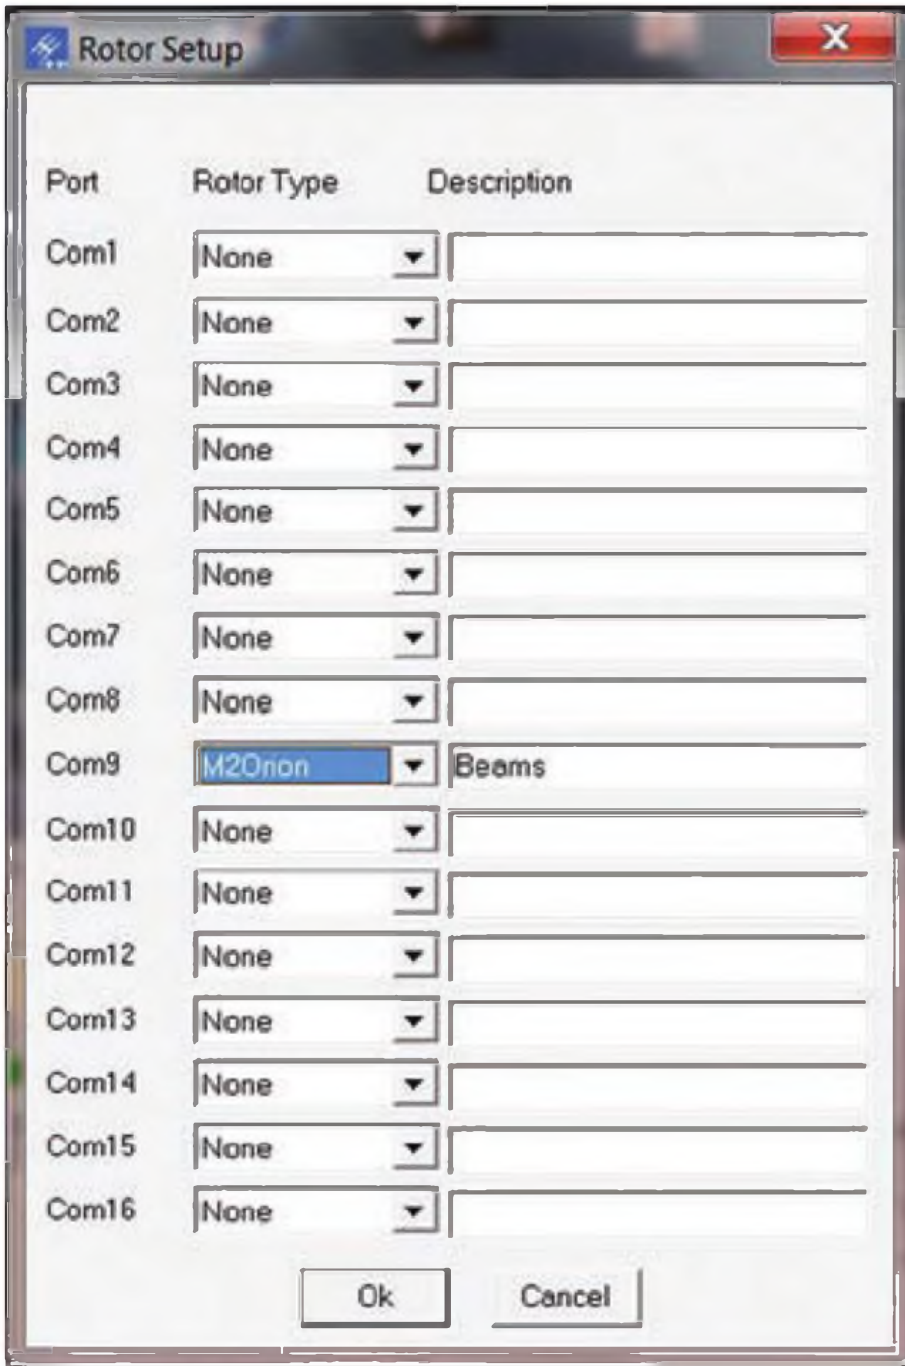 Rotor Setup
Port Rotor Type Description
Com1 None
Com2 None
Com3 None
Com4 None
Com5 None
Com6 None
Com7 None
Com8 None
Com9 M2Orion Beams
Com10 None
Com11 None
Com12 None
Com13 None
Com14 None
Com15 None
Com16 None
Ok Cancel